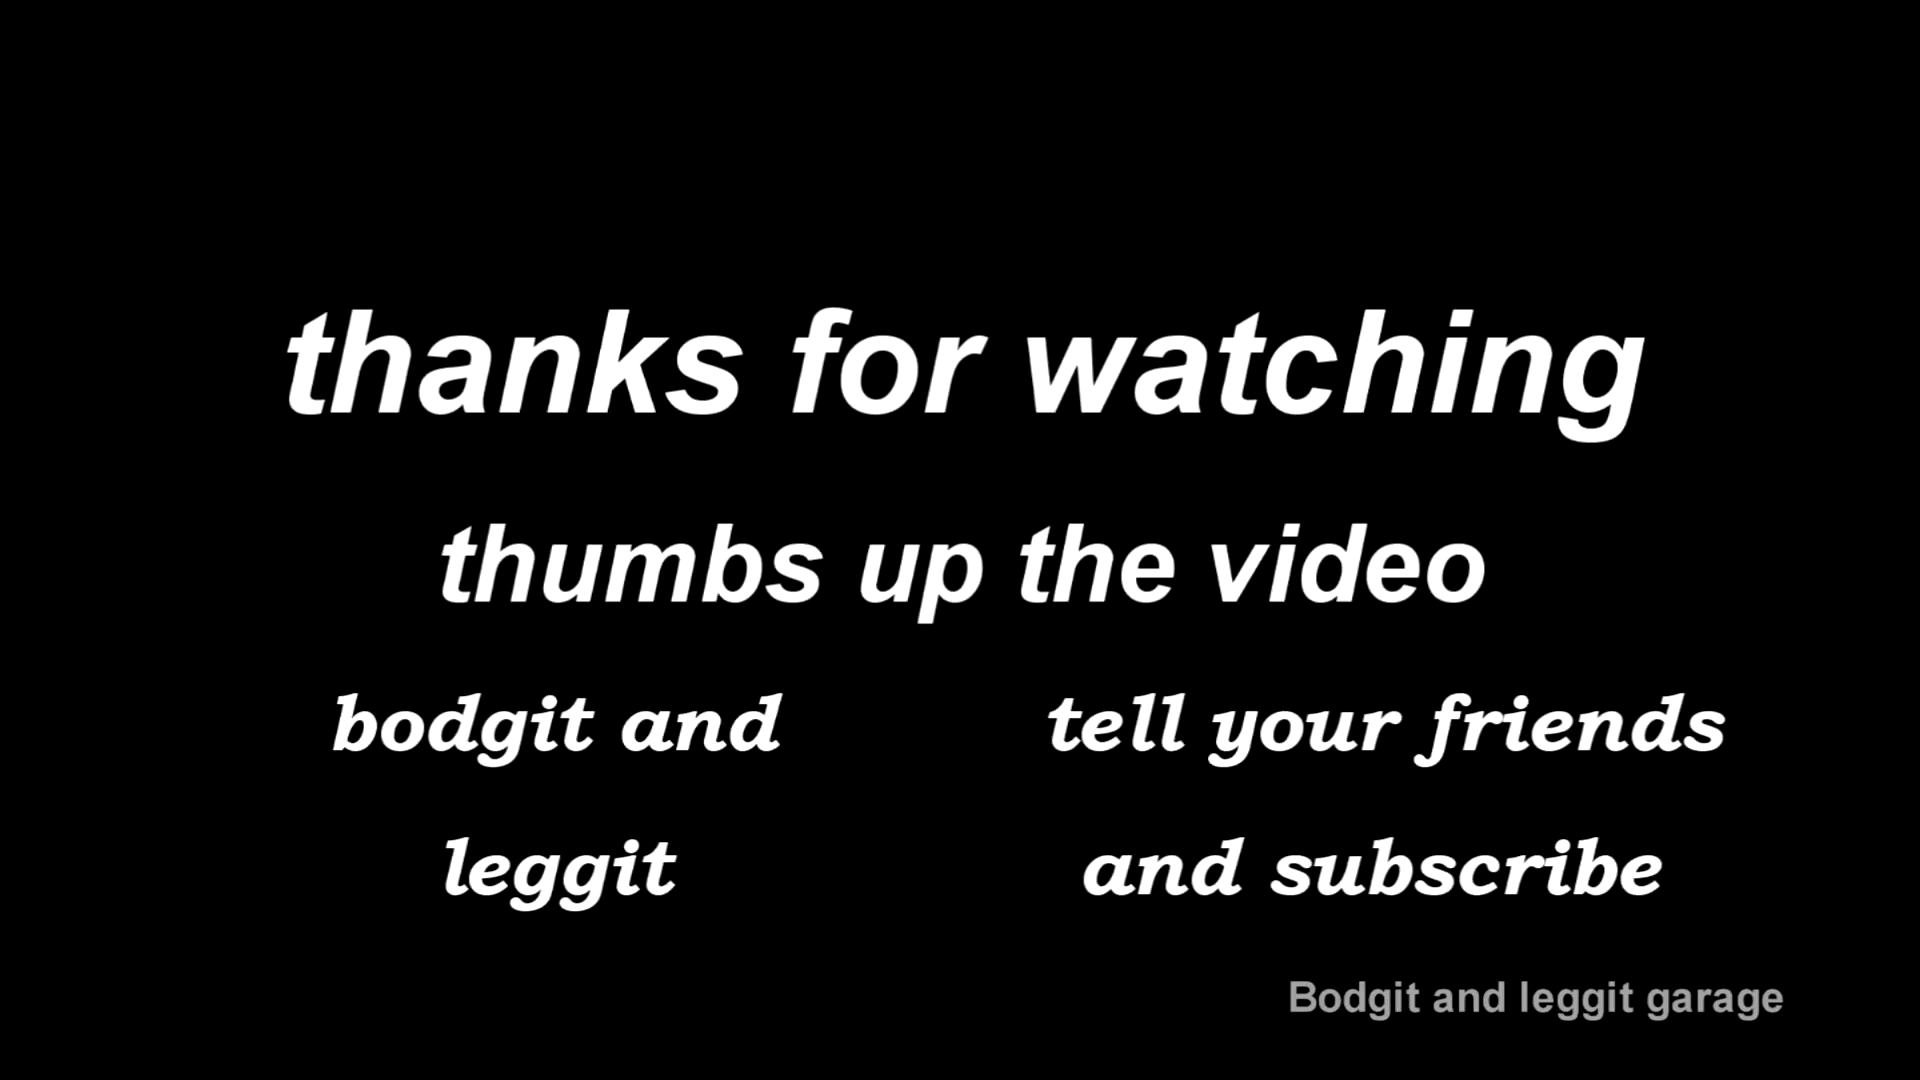 thanks for watching
thumbs up the video
bodgit and
leggit
tell your friends
and subscribe
Bodgit and leggit garage